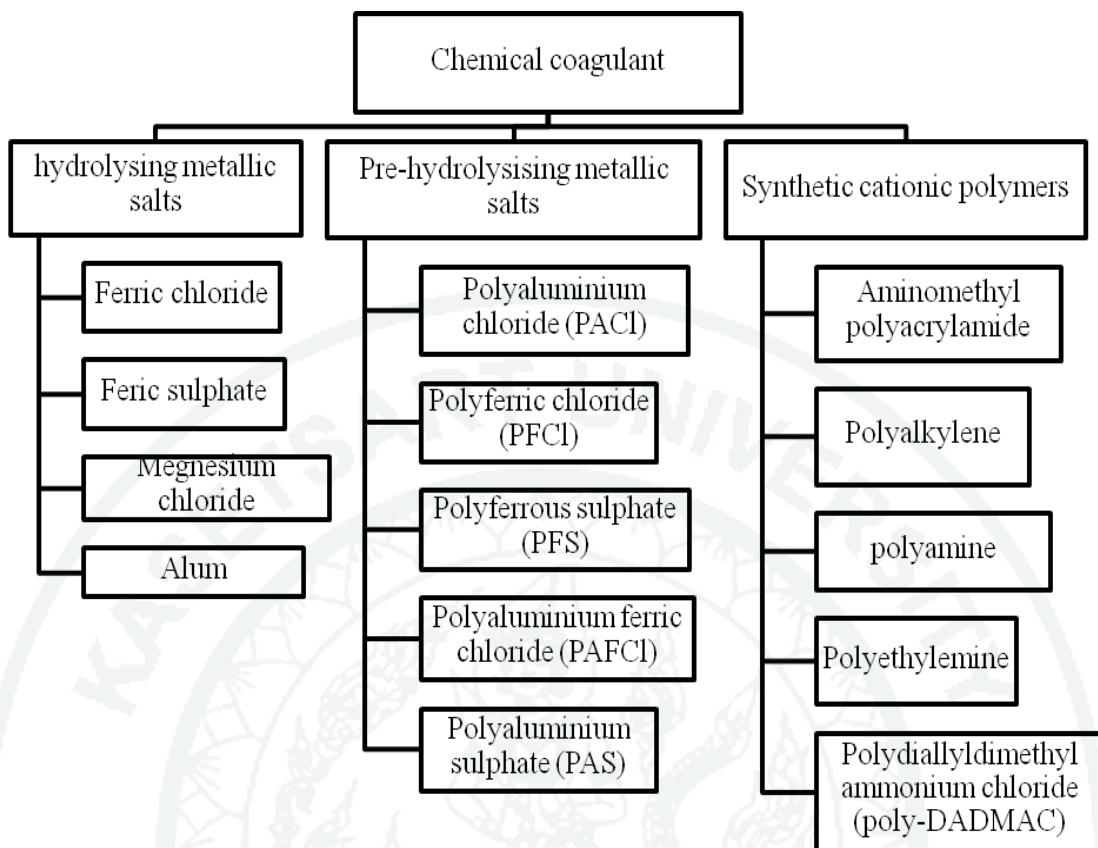 Chemical coagulant
hydrolysing metallic
salts
Ferric chloride
Feric sulphate
Megnesium
chloride
Alum
Pre-hydrolysising metallic
salts
Polyaluminium
chloride (PACl)
Polyferric chloride
(PFCl)
Polyferrous sulphate
(PFS)
Polyaluminium ferric
chloride (PAFCl)
Polyaluminium
sulphate (PAS)
Synthetic cationic polymers
Aminomethyl
polyacrylamide
Polyalkylene
polyamine
Polyethylemine
Polydiallyldimethyl
ammonium chloride
(poly-DADMAC)
KASETSART UNIVERSITY